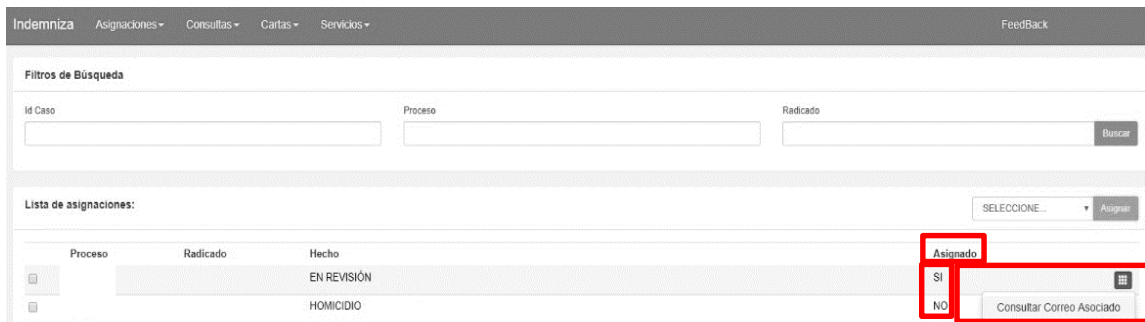 Indemniza Asignaciones Consultas Cartas Servicios FeedBack
Filtros de Búsqueda
Id Caso Proceso Radicado
Buscar
Lista de asignaciones: SELECCIONE... Asignar
Proceso Radicado Hecho Asignado
EN REVISIÓN SI
HOMICIDIO NO Consultar Correo Asociado